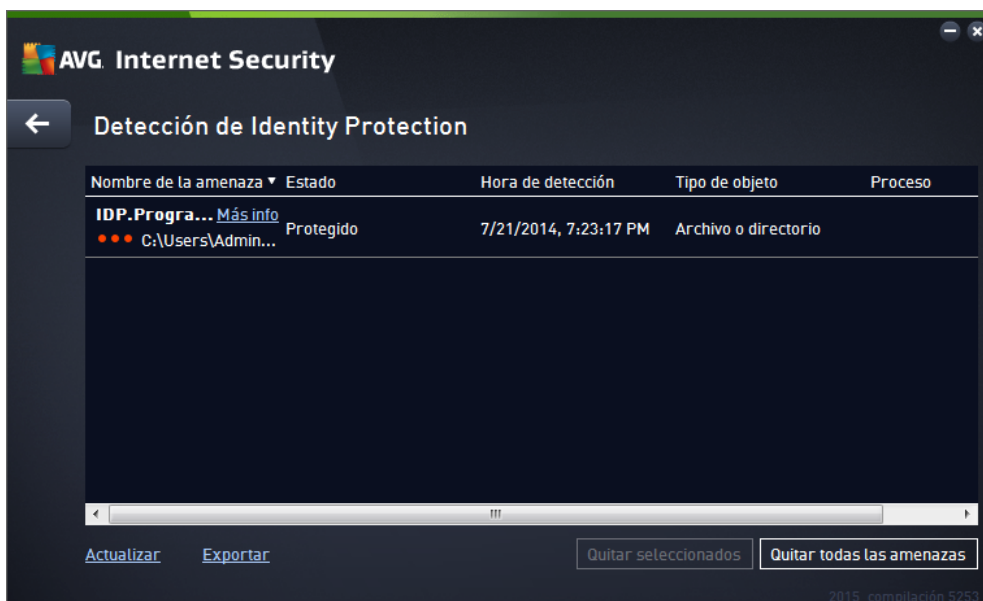 AVG Internet Security
Detección de Identity Protection
Nombre de la amenaza Estado Hora de detección Tipo de objeto Proceso
IDP.Progra... Más info
Protegido 7/21/2014, 7:23:17 PM Archivo o directorio
C:\Users\Admin...
Actualizar Exportar Quitar seleccionados Quitar todas las amenazas
2015 compilación 5253